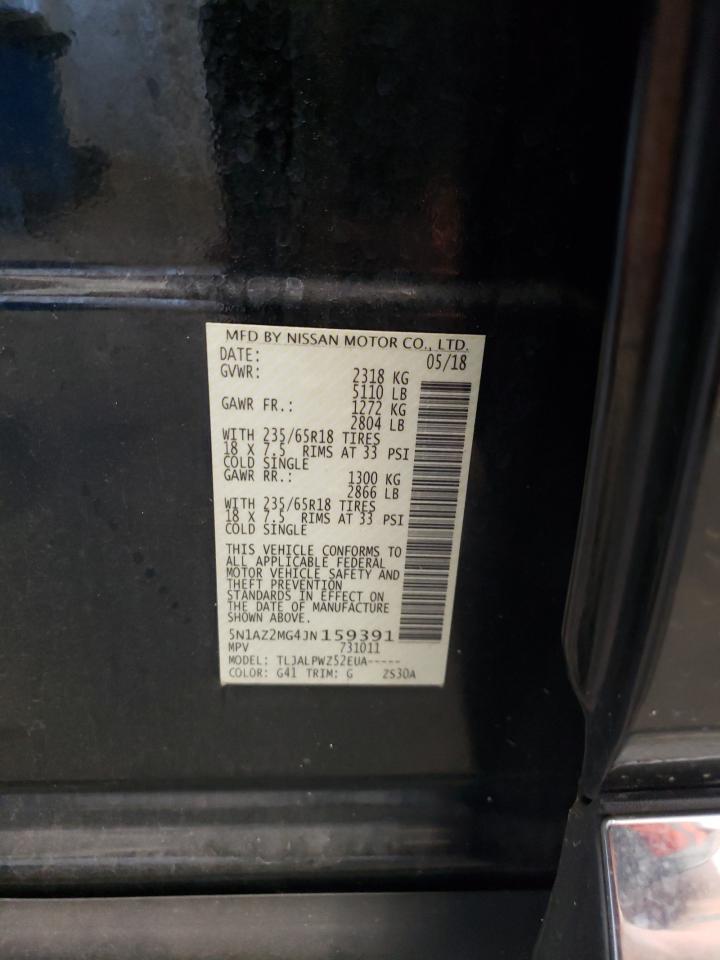 MFD BY NISSAN MOTOR CO., LTD.
DATE: 05/18
GVWR: 2318 KG
5110 LB
GAWR FR.: 1272 KG
2804 LB
WITH 235/65R18 TIRES
18 X 7.5 RIMS AT 33 PSI
COLD SINGLE
GAWR RR.: 1300 KG
2866 LB
WITH 235/65R18 TIRES
18 X 7.5 RIMS AT 33 PSI
COLD SINGLE
THIS VEHICLE CONFORMS TO
ALL APPLICABLE FEDERAL
MOTOR VEHICLE SAFETY AND
THEFT PREVENTION
STANDARDS IN EFFECT ON
THE DATE OF MANUFACTURE
SHOWN ABOVE.
5N1AZ2MG4JN159391
MPV 731011
MODEL: TLJALPWZ52EUA-----
COLOR: G41 TRIM: G ZS30A